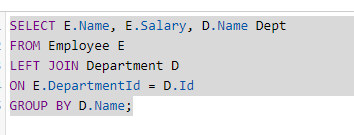 SELECT E.Name, E.Salary, D.Name Dept
FROM Employee E
LEFT JOIN Department D
ON E.DepartmentId = D.Id
GROUP BY D.Name;